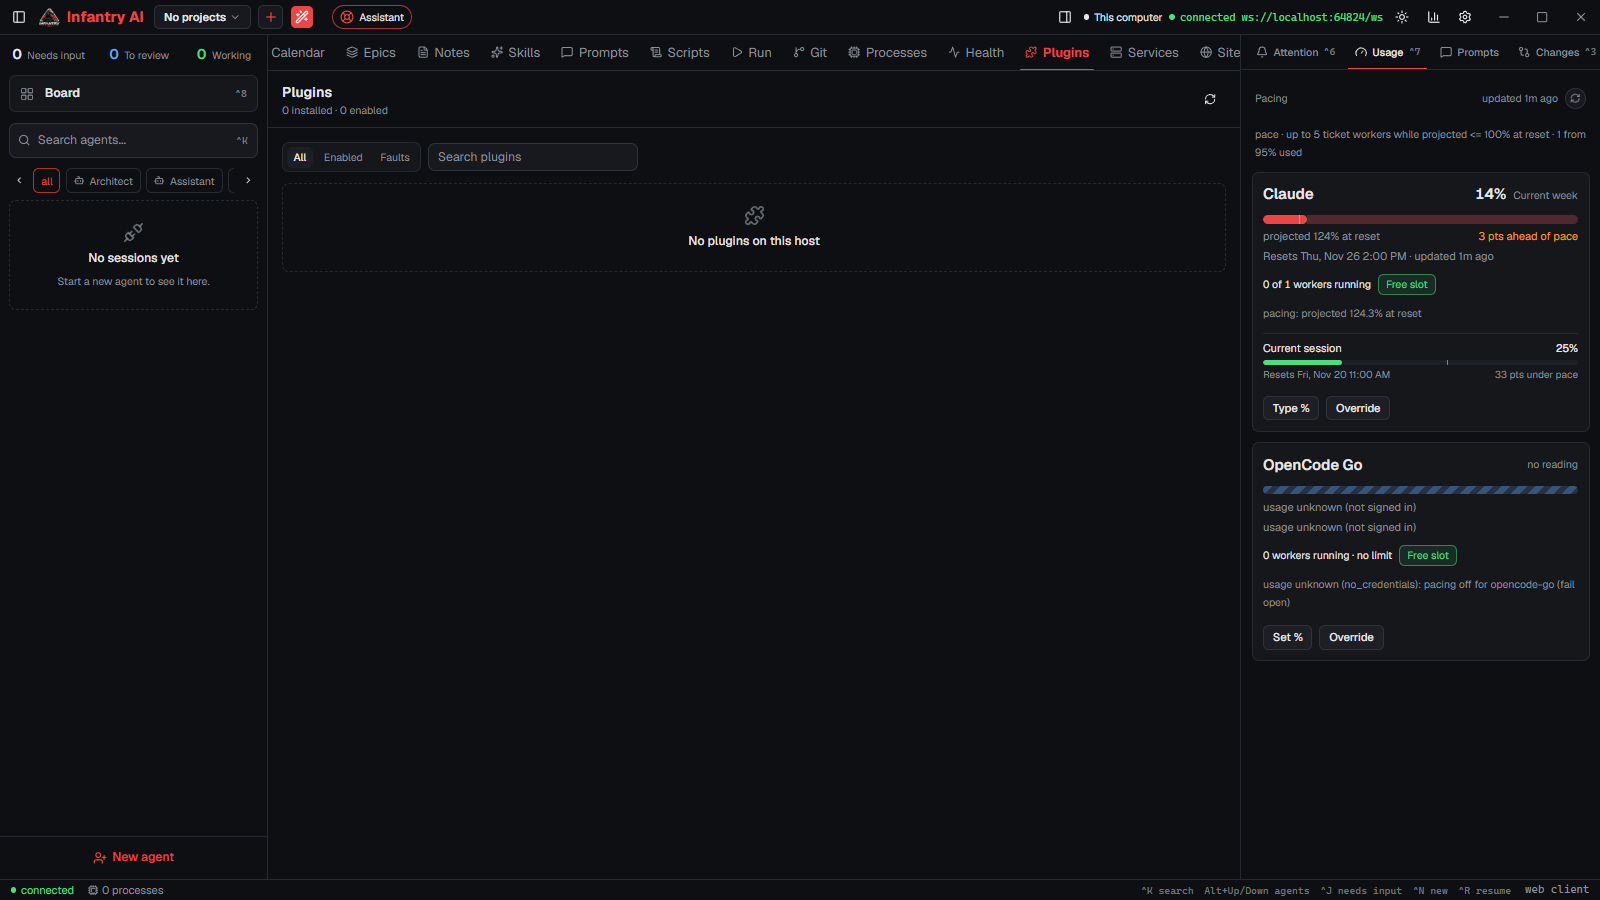 Infantry AI
No projects
Assistant
This computer
connected ws://localhost:64824/ws
0 Needs input
0 To review
0 Working
Board ^8
Search agents... ^K
all
Architect
Assistant
No sessions yet
Start a new agent to see it here.
New agent
Calendar
Epics
Notes
Skills
Prompts
Scripts
Run
Git
Processes
Health
Plugins
Services
Site
Plugins
0 installed · 0 enabled
All
Enabled
Faults
Search plugins
No plugins on this host
Attention ^6
Usage ^7
Prompts
Changes ^3
Pacing
updated 1m ago
pace · up to 5 ticket workers while projected <= 100% at reset · 1 from
95% used
Claude
14% Current week
projected 124% at reset
3 pts ahead of pace
Resets Thu, Nov 26 2:00 PM · updated 1m ago
0 of 1 workers running
Free slot
pacing: projected 124.3% at reset
Current session
25%
Resets Fri, Nov 20 11:00 AM
33 pts under pace
Type %
Override
OpenCode Go
no reading
usage unknown (not signed in)
usage unknown (not signed in)
0 workers running · no limit
Free slot
usage unknown (no_credentials): pacing off for opencode-go (fail
open)
Set %
Override
connected
0 processes
^K search
Alt+Up/Down agents
^J needs input
^N new
^R resume
web client